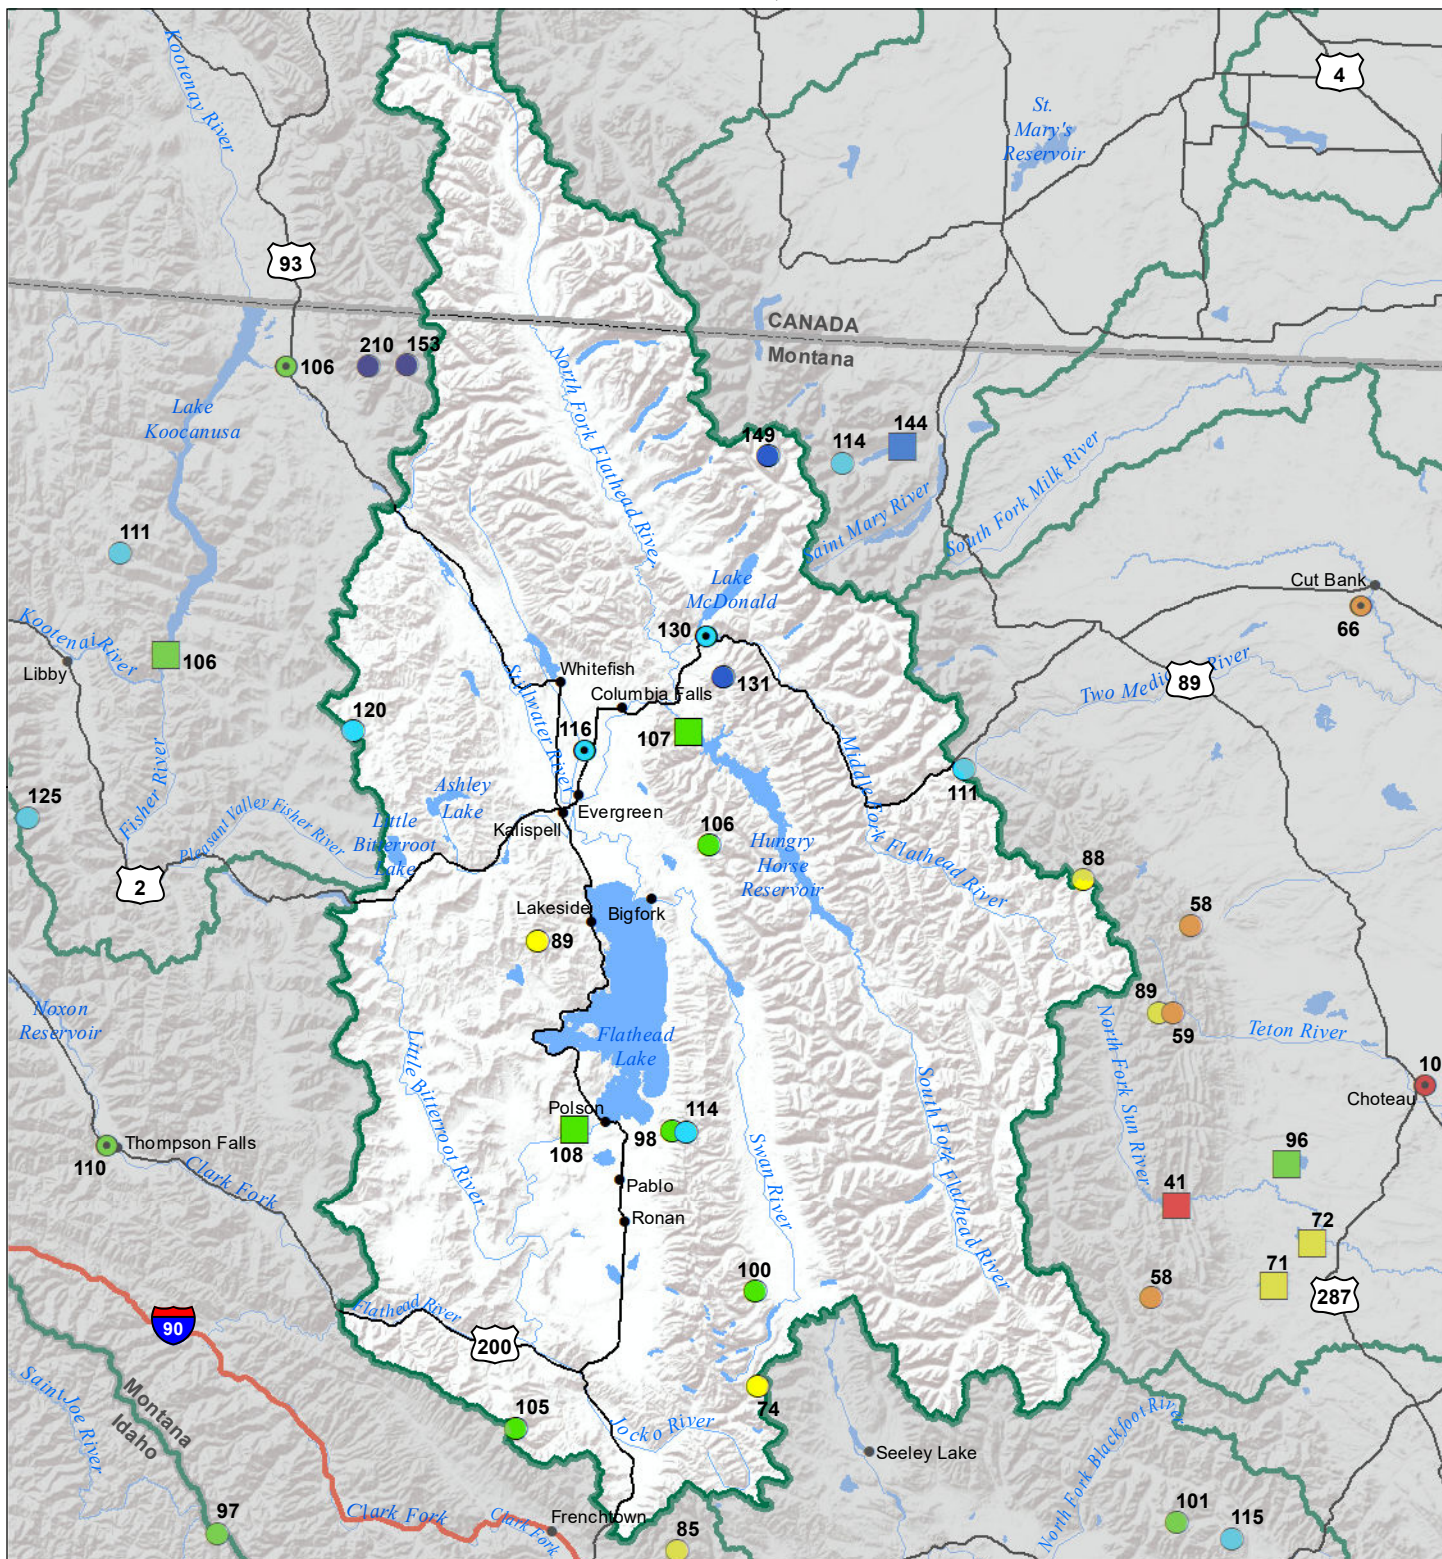 Kootenay River
4
St.
Mary's
Reservoir
93
CANADA
Montana
210
153
106
North Fork Flathead River
Lake
Koocanusa
149
114
144
South Fork Milk River
Saint Mary River
111
Lake
McDonald
Cut Bank
66
Kootenai River
106
Libby
130
Whitefish
131
Columbia Falls
Two Medic
River
89
120
Stillwater River
116
107
Middle Fork Flathead River
111
Ashley
Lake
125
Fisher River
Pleasant Valley Fisher River
Little
Bitterroot
Lake
Evergreen
Kalispell
106
Hungry
Horse
Reservoir
2
88
58
Lakeside
Bigfork
89
Noxon
Reservoir
89
59
North Fork Sun River
Teton River
Little Bitterroot River
Flathead
Lake
South Fork Flathead River
10
Choteau
Polson
108
98
114
Swan River
Thompson Falls
110
Clark Fork
96
Pablo
41
Ronan
72
71
58
287
100
Flathead River
90
200
Saint Joe River
Montana
Idaho
74
105
Jocko River
Seeley Lake
North Fork Blackfoot River
97
Clark Fork
Clark Fork
Frenchtown
85
101
115